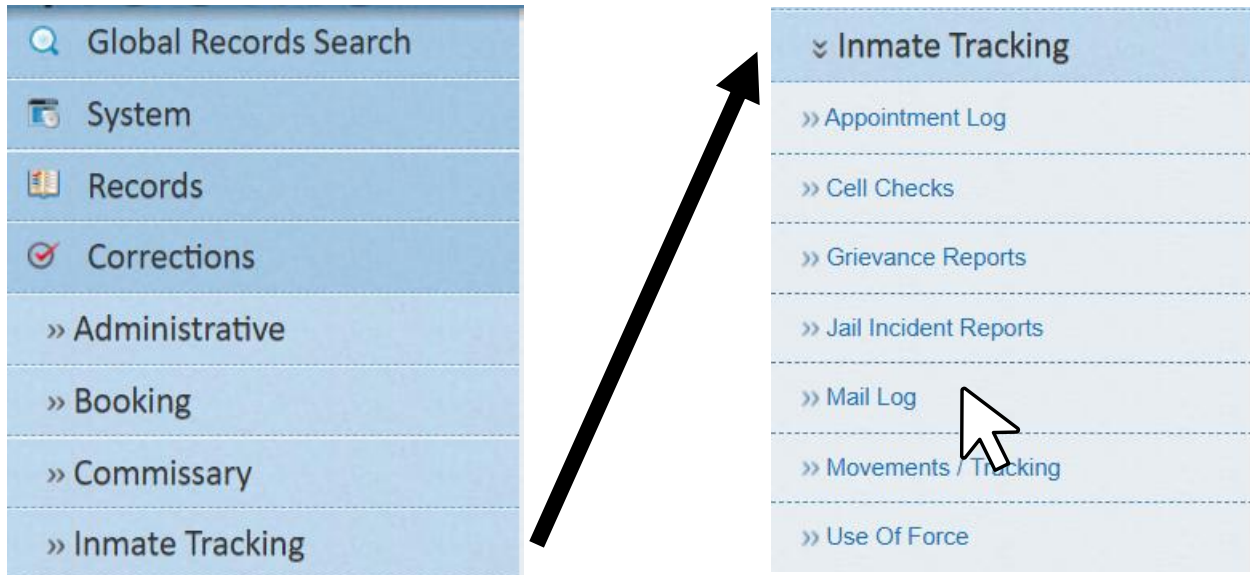 Global Records Search
System
Records
Corrections
» Administrative
» Booking
» Commissary
» Inmate Tracking
Inmate Tracking
» Appointment Log
» Cell Checks
» Grievance Reports
» Jail Incident Reports
» Mail Log
» Movements / Tracking
» Use Of Force